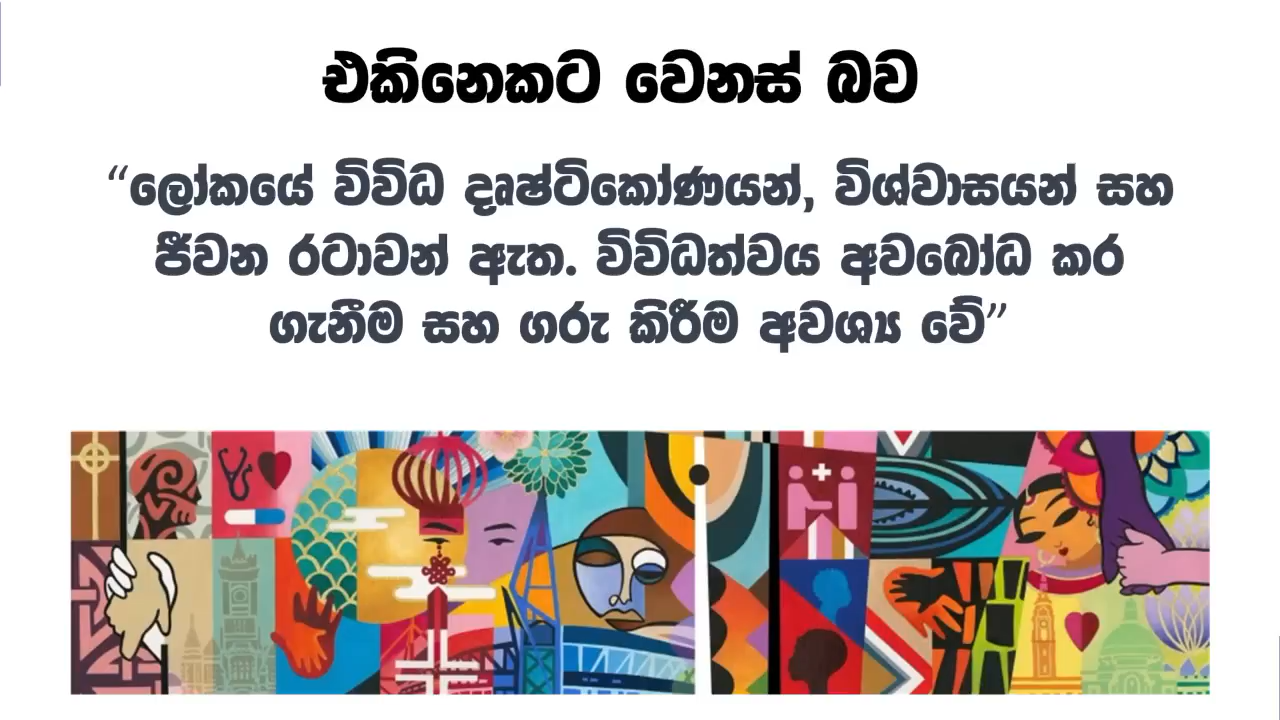 එකිනෙකට වෙනස් බව
“ලෝකයේ විවිධ දෘෂ්ටිකෝණයන්, විශ්වාසයන් සහ
ජීවන රටාවන් ඇත. විවිධත්වය අවබෝධ කර
ගැනීම සහ ගරු කිරීම අවශ්‍ය වේ”